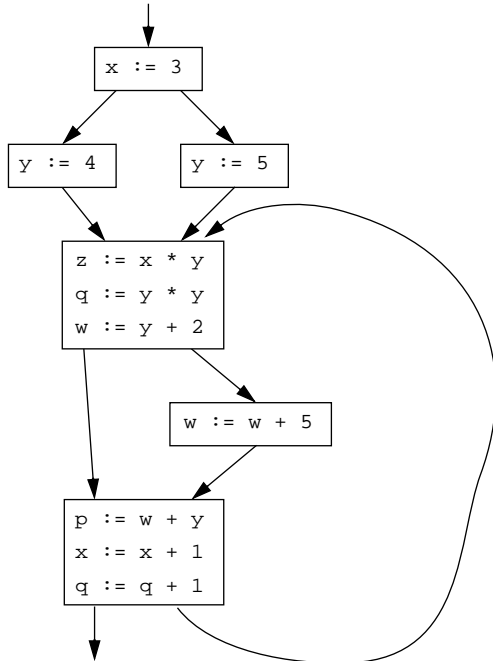 x := 3
y := 4
y := 5
z := x * y
q := y * y
w := y + 2
w := w + 5
p := w + y
x := x + 1
q := q + 1